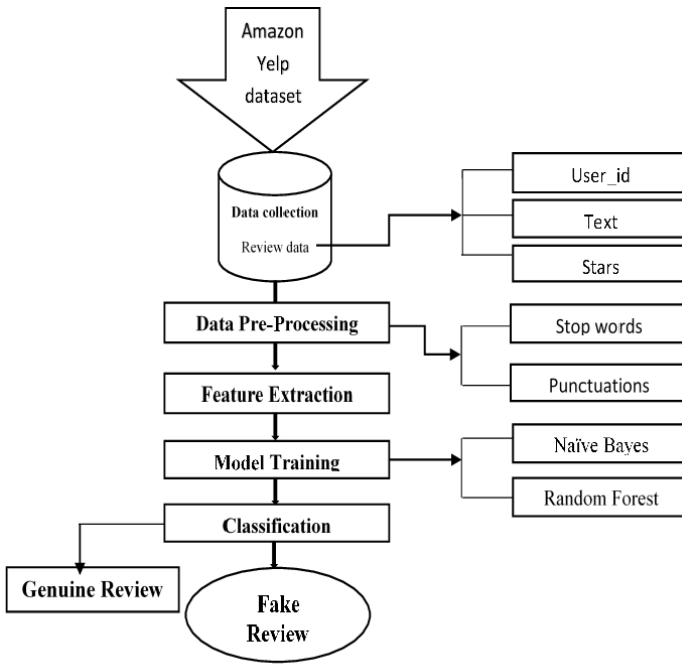 Amazon
Yelp
dataset
Data collection
Review data
User_id
Text
Stars
Data Pre-Processing
Stop words
Punctuations
Feature Extraction
Model Training
Naïve Bayes
Random Forest
Classification
Genuine Review
Fake
Review